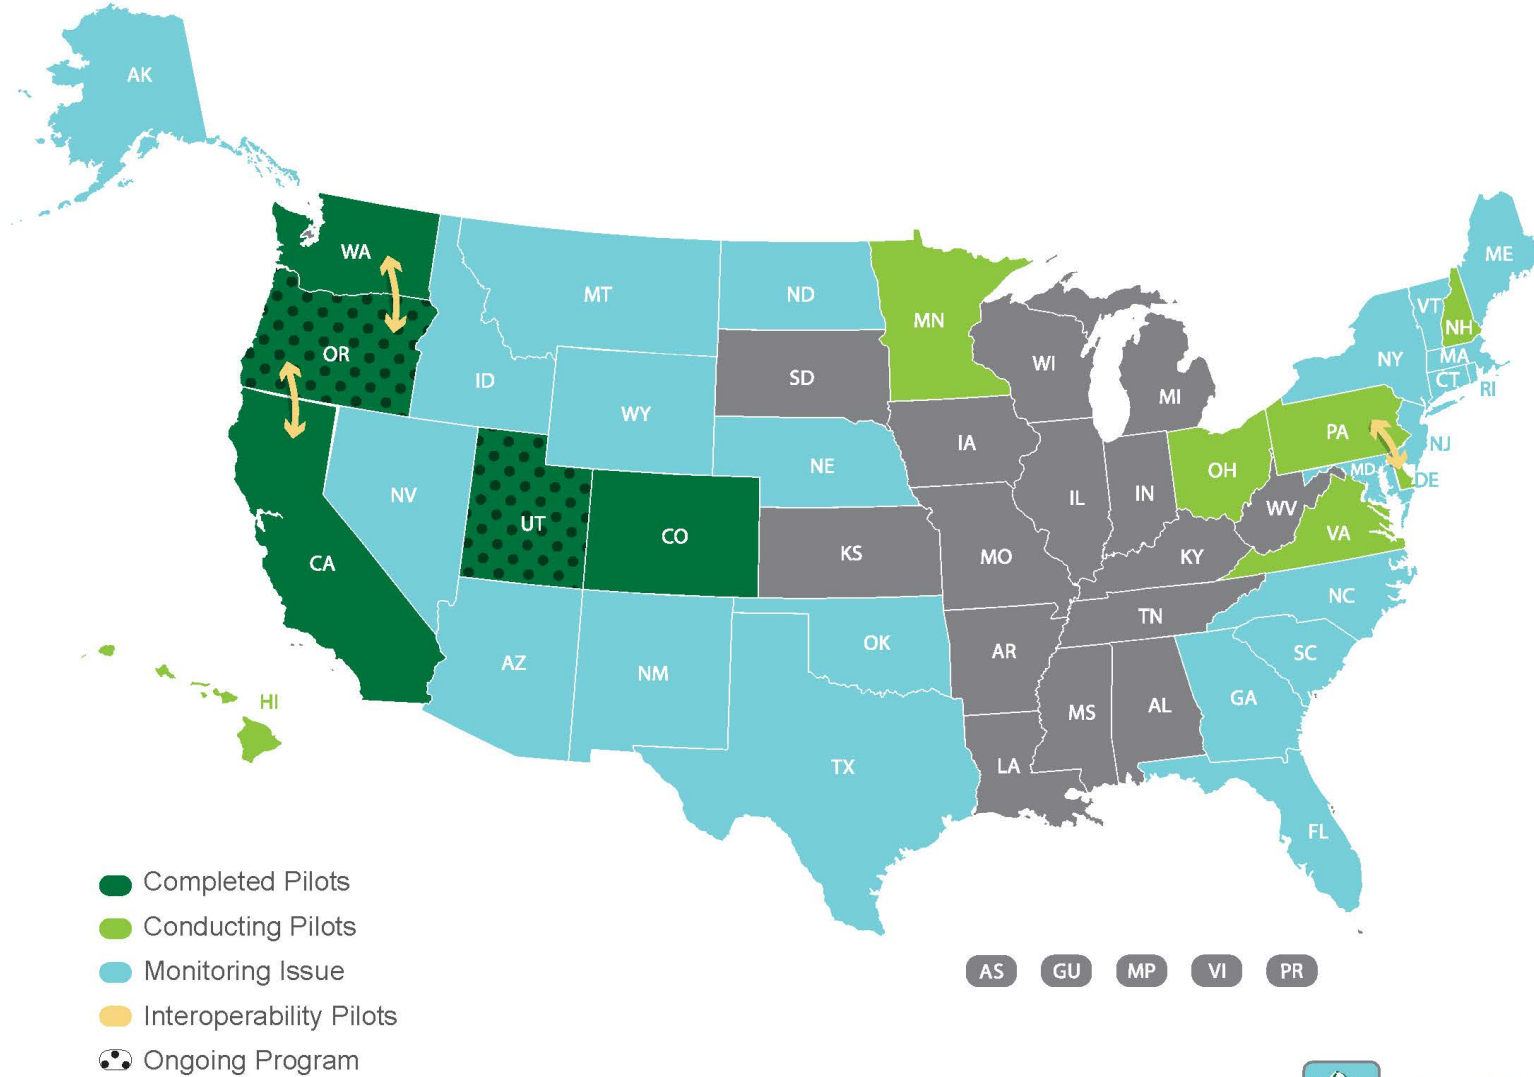 AK
WA
MT
ND
MN
ME
VT
NH
OR
ID
SD
WI
MI
NY
MA
CT
RI
WY
IA
PA
NJ
NV
NE
OH
MD
DE
UT
CO
IL
IN
WV
VA
CA
KS
MO
KY
NC
TN
AZ
NM
OK
AR
SC
HI
MS
AL
GA
TX
LA
FL
Completed Pilots
Conducting Pilots
Monitoring Issue
Interoperability Pilots
Ongoing Program
AS GU MP VI PR